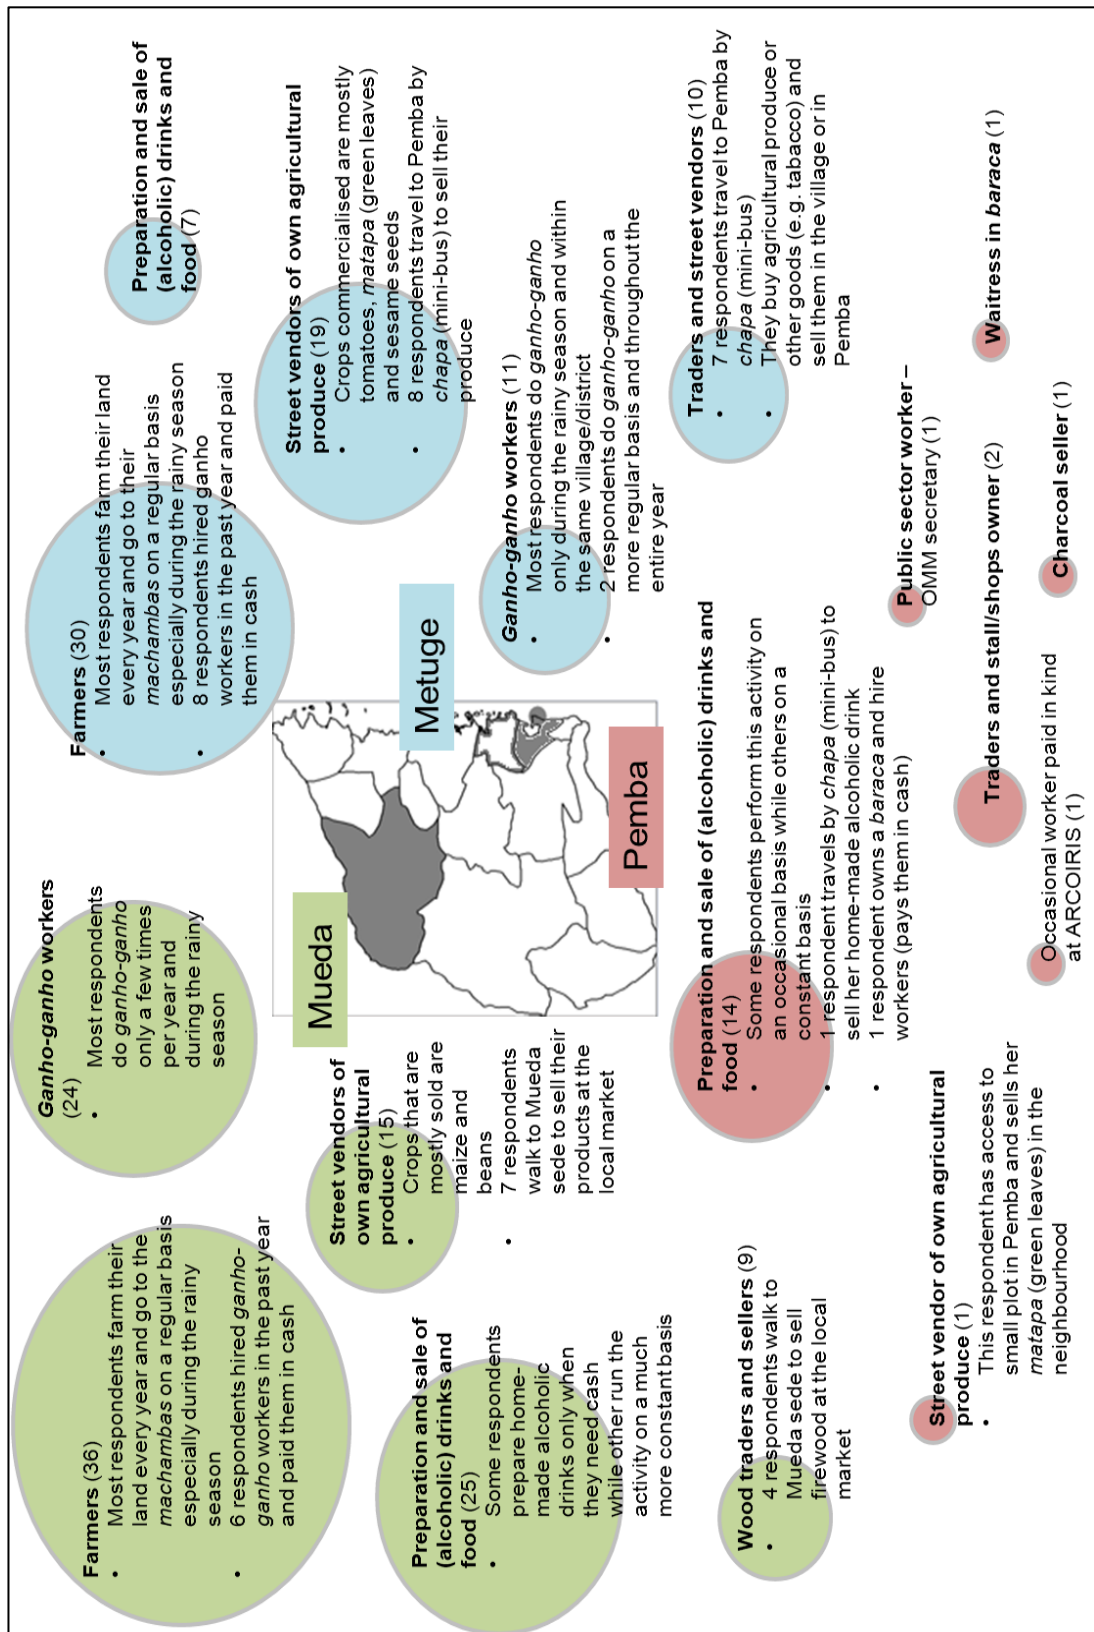 Farmers (36)
• Most respondents farm their
land every year and go to the
machambas on a regular basis
especially during the rainy
season
• 6 respondents hired ganho-
ganho workers in the past year
and paid them in cash
Ganho-ganho workers
(24)
• Most respondents
do ganho-ganho
only a few times
per year and
during the rainy
season
Farmers (30)
• Most respondents farm their land
every year and go to their
machambas on a regular basis
especially during the rainy season
• 8 respondents hired ganho
workers in the past year and paid
them in cash
Preparation and sale of
(alcoholic) drinks and
food (7)
Preparation and sale of
(alcoholic) drinks and
food (25)
• Some respondents
prepare home-
made alcoholic
drinks only when
they need cash
while other run the
activity on a much
more constant basis
Street vendors of
own agricultural
produce (15)
• Crops that are
mostly sold are
maize and
beans
• 7 respondents
walk to Mueda
sede to sell their
products at the
local market
Mueda
Metuge
Pemba
Street vendors of own agricultural
produce (19)
• Crops commercialised are mostly
tomatoes, matapa (green leaves)
and sesame seeds
• 8 respondents travel to Pemba by
chapa (mini-bus) to sell their
produce
Ganho-ganho workers (11)
• Most respondents do ganho-ganho
only during the rainy season and within
the same village/district
• 2 respondents do ganho-ganho on a
more regular basis and throughout the
entire year
Wood traders and sellers (9)
• 4 respondents walk to
Mueda sede to sell
firewood at the local
market
Preparation and sale of (alcoholic) drinks and
food (14)
• Some respondents perform this activity on
an occasional basis while others on a
constant basis
• 1 respondent travels by chapa (mini-bus) to
sell her home-made alcoholic drink
• 1 respondent owns a baraca and hire
workers (pays them in cash)
Traders and street vendors (10)
• 7 respondents travel to Pemba by
chapa (mini-bus)
• They buy agricultural produce or
other goods (e.g. tabacco) and
sell them in the village or in
Pemba
Street vendor of own agricultural
produce (1)
• This respondent has access to
small plot in Pemba and sells her
matapa (green leaves) in the
neighbourhood
Public sector worker –
OMM secretary (1)
Waitress in baraca (1)
Traders and stall/shops owner (2)
Occasional worker paid in kind
at ARCOIRIS (1)
Charcoal seller (1)